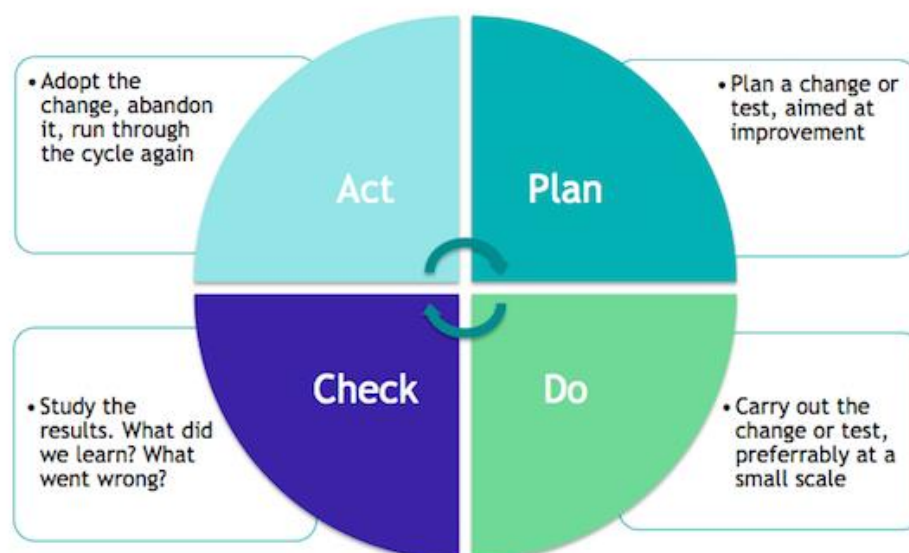 • Adopt the
change, abandon
it, run through
the cycle again
Act
Plan
• Plan a change or
test, aimed at
improvement
• Study the
results. What did
we learn? What
went wrong?
Check
Do
• Carry out the
change or test,
preferrably at a
small scale